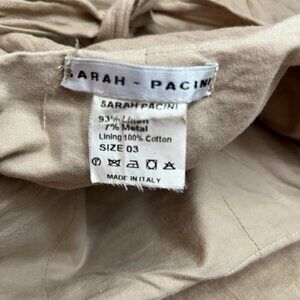 SARAH - PACINI
SARAH PACINI
93% Linen
7% Metal
Lining 100% Cotton
SIZE 03
MADE IN ITALY